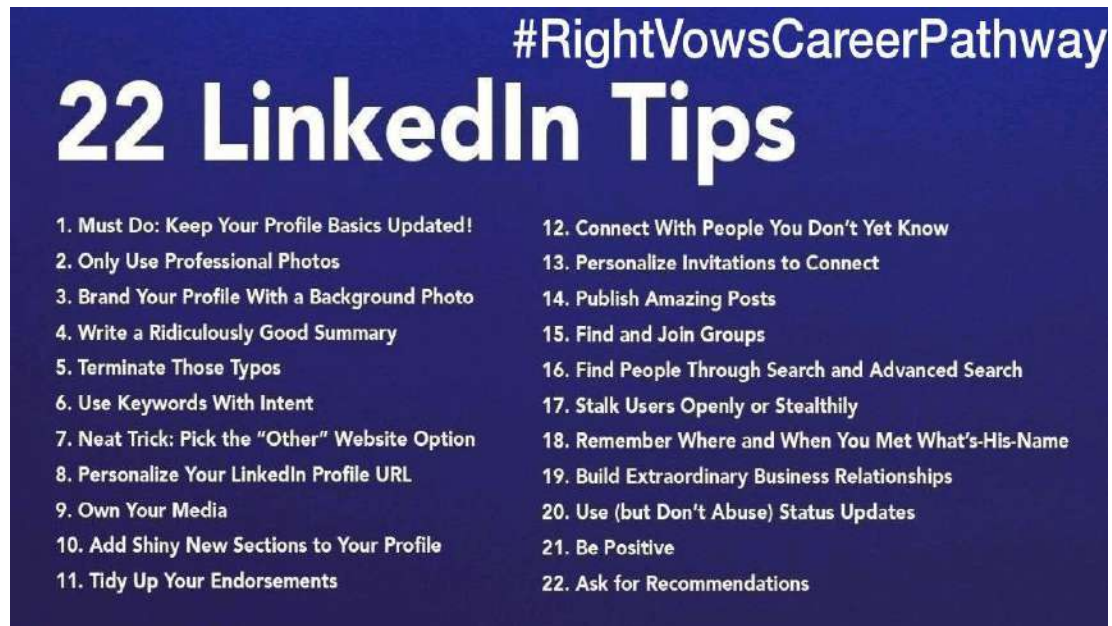 #RightVowsCareerPathway
22 LinkedIn Tips
1. Must Do: Keep Your Profile Basics Updated!
2. Only Use Professional Photos
3. Brand Your Profile With a Background Photo
4. Write a Ridiculously Good Summary
5. Terminate Those Typos
6. Use Keywords With Intent
7. Neat Trick: Pick the “Other” Website Option
8. Personalize Your LinkedIn Profile URL
9. Own Your Media
10. Add Shiny New Sections to Your Profile
11. Tidy Up Your Endorsements
12. Connect With People You Don’t Yet Know
13. Personalize Invitations to Connect
14. Publish Amazing Posts
15. Find and Join Groups
16. Find People Through Search and Advanced Search
17. Stalk Users Openly or Stealthily
18. Remember Where and When You Met What’s-His-Name
19. Build Extraordinary Business Relationships
20. Use (but Don’t Abuse) Status Updates
21. Be Positive
22. Ask for Recommendations